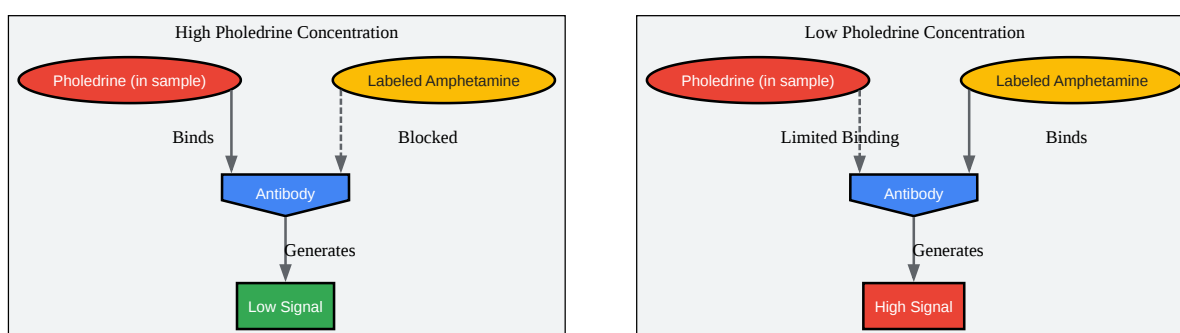 High Pholedrine Concentration
Pholedrine (in sample)
Labeled Amphetamine
Binds
Blocked
Antibody
Generates
Low Signal
Low Pholedrine Concentration
Pholedrine (in sample)
Labeled Amphetamine
Limited Binding
Binds
Antibody
Generates
High Signal